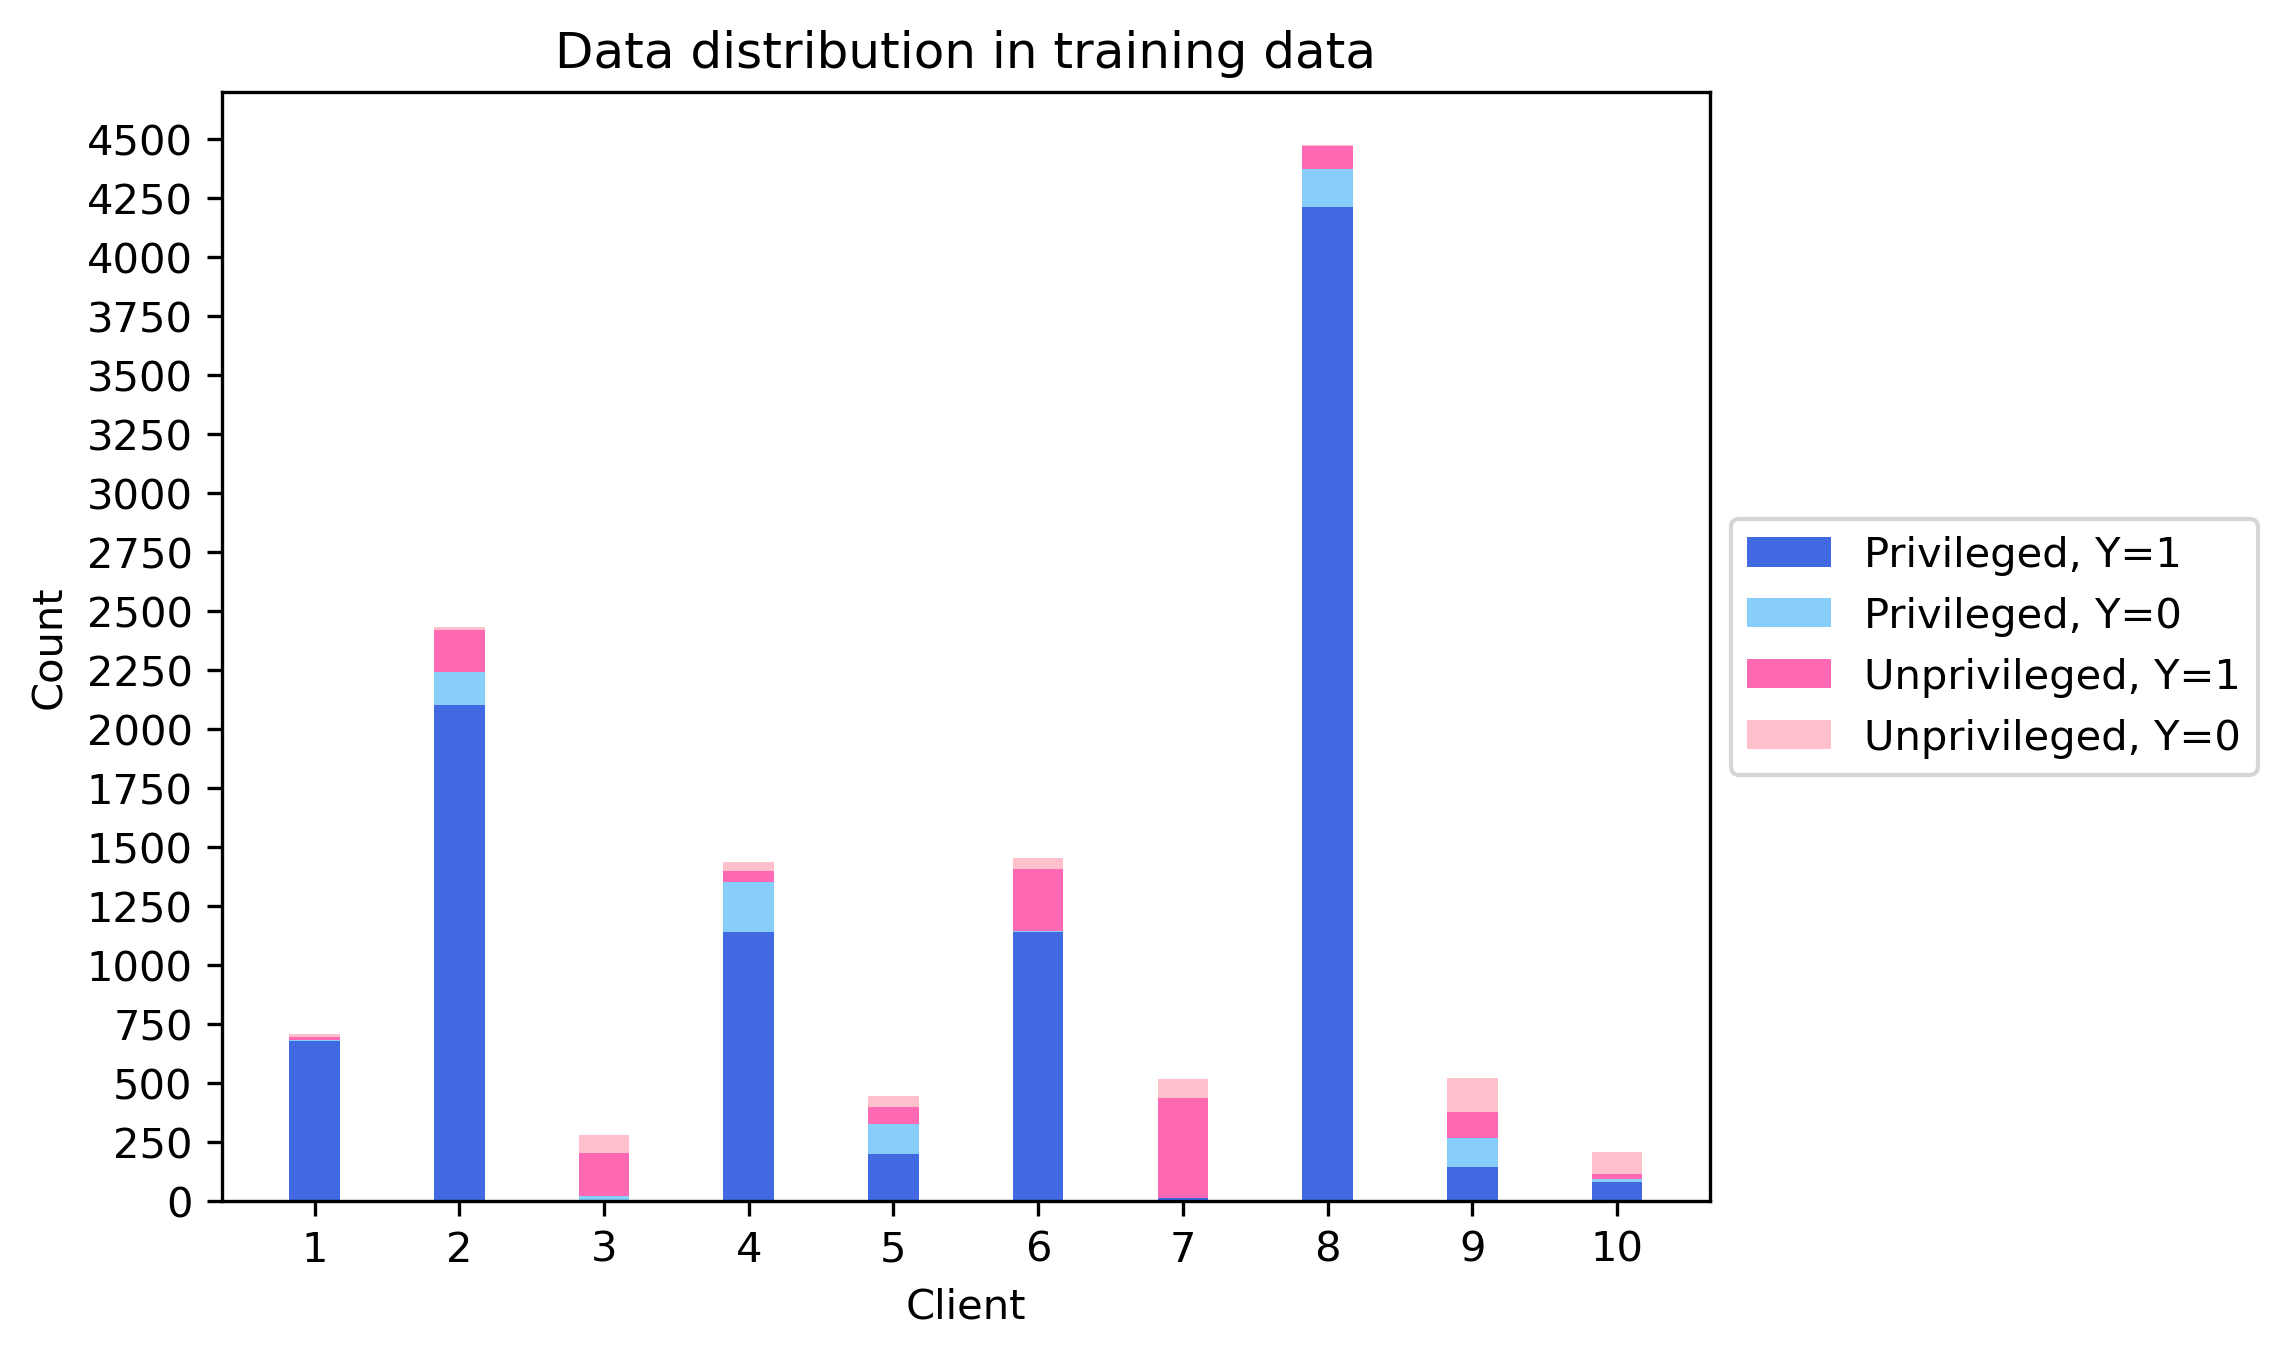 Data distribution in training data
4500
4250
4000
3750
3500
3250
3000
2750
2500
2250
2000
1750
1500
1250
1000
750
500
250
0
Count
1 2 3 4 5 6 7 8 9 10
Client
Privileged, Y=1
Privileged, Y=0
Unprivileged, Y=1
Unprivileged, Y=0